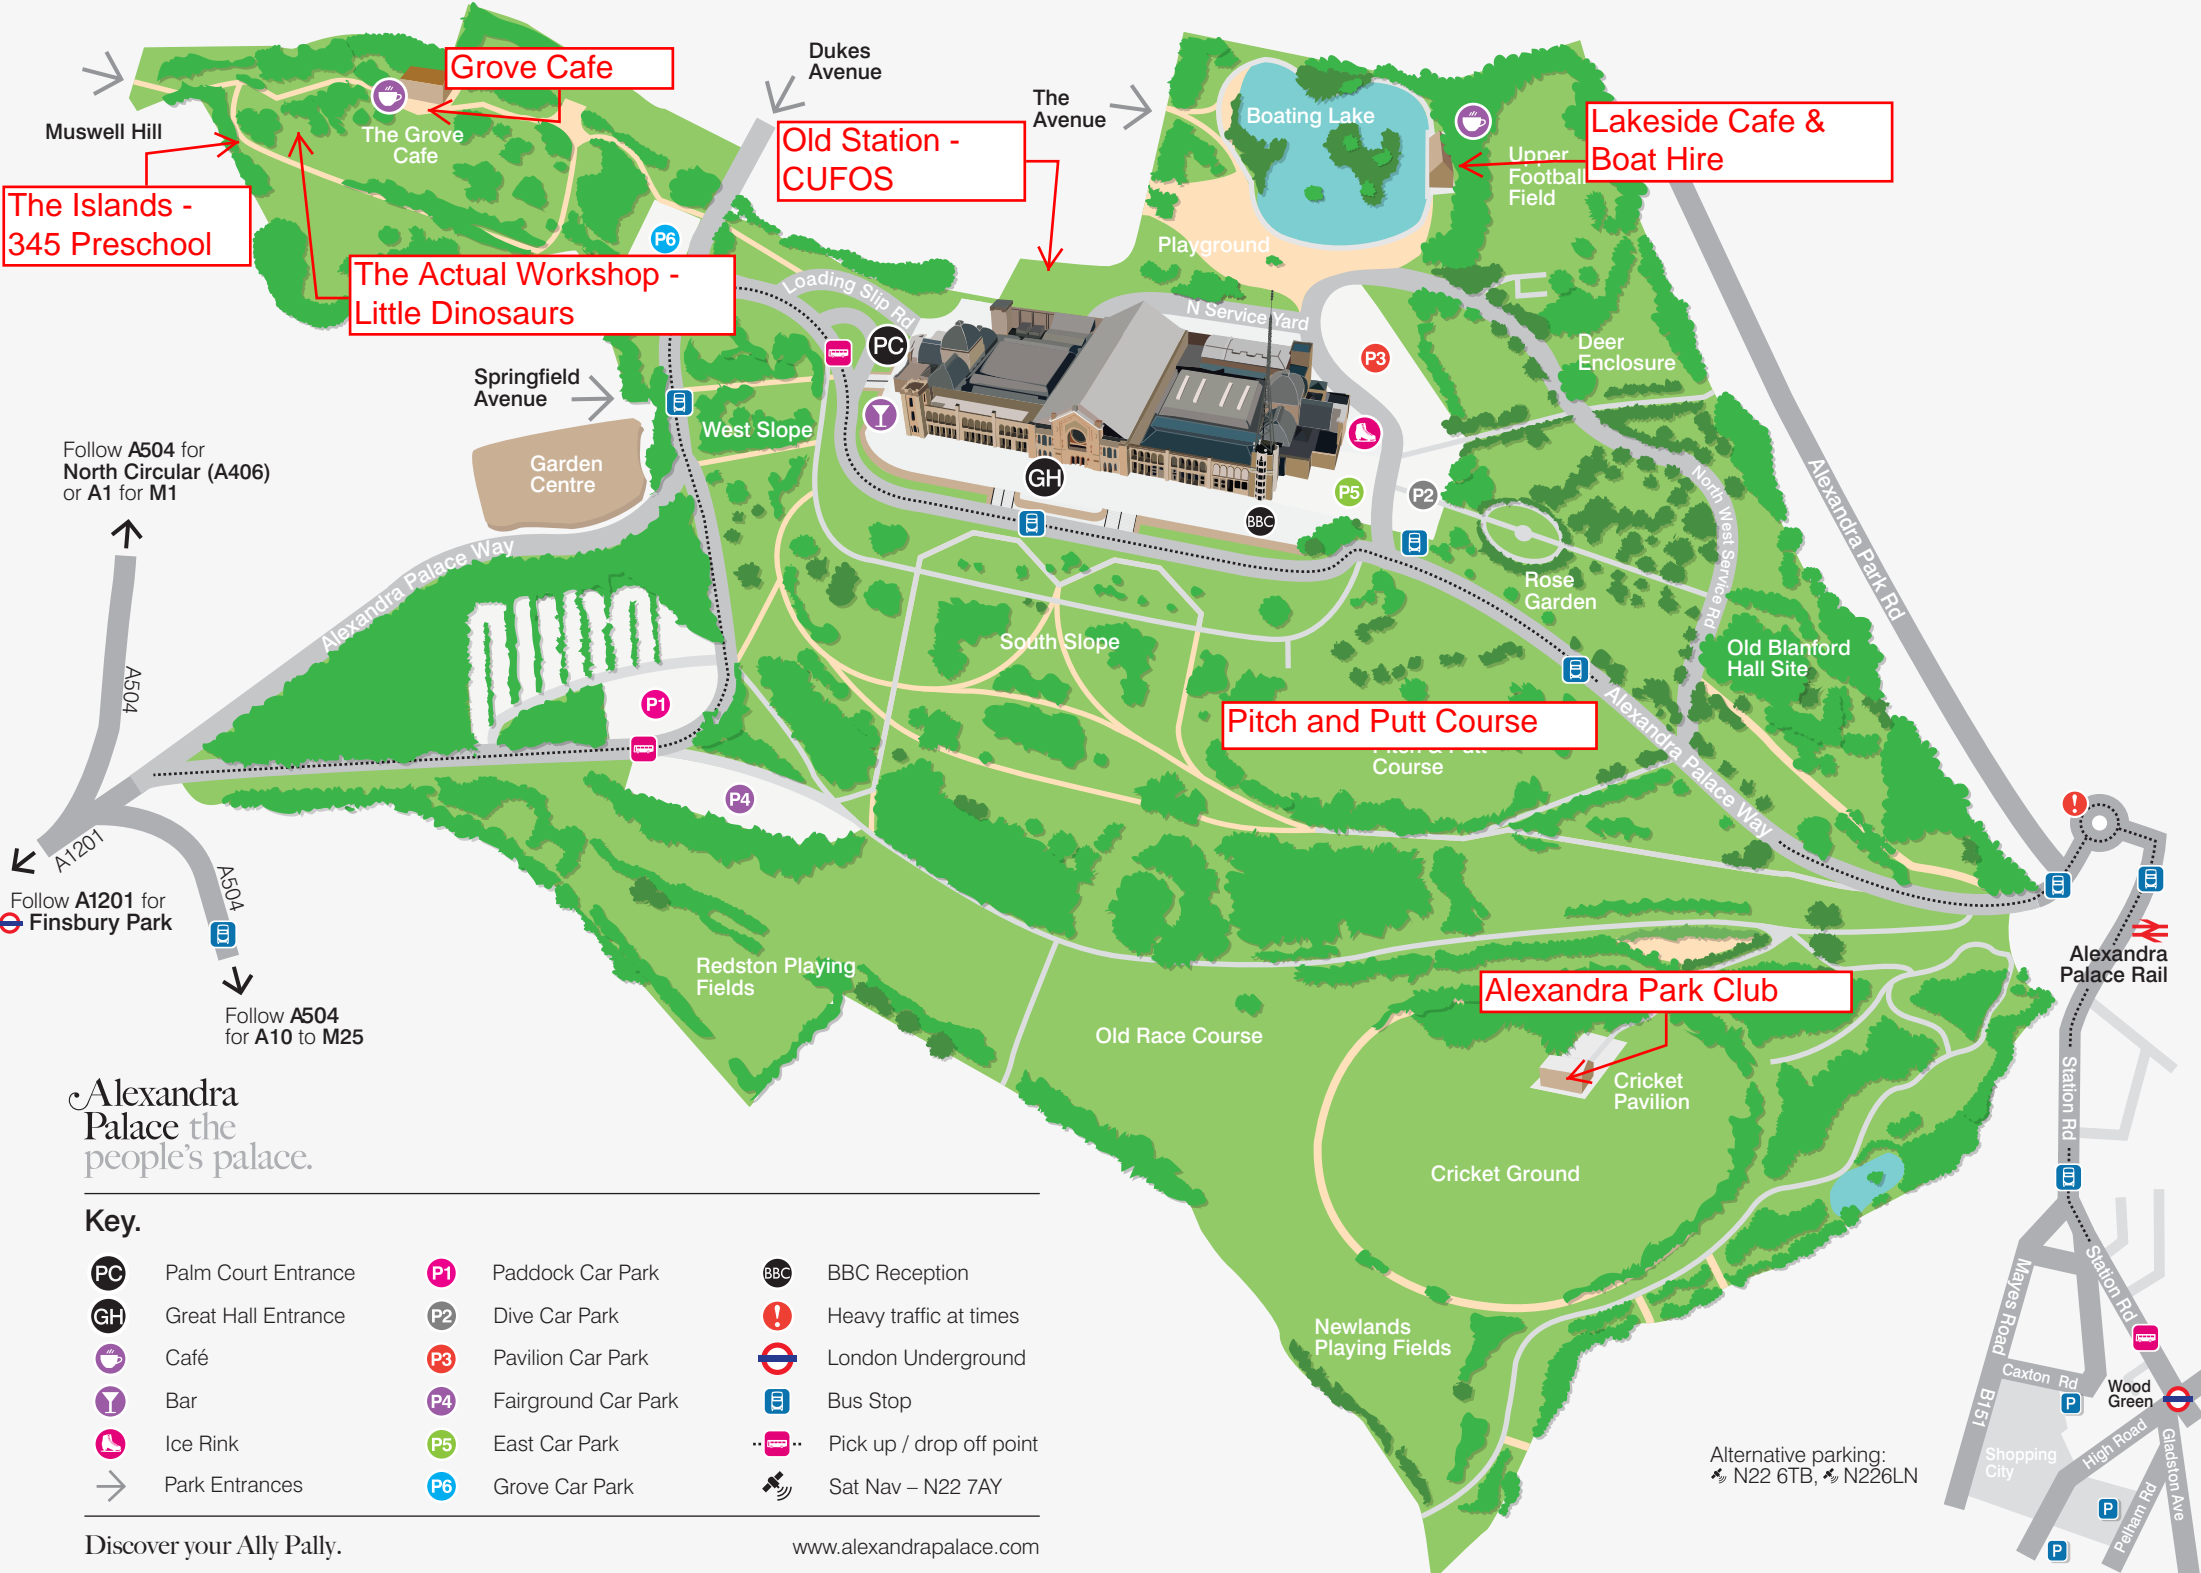 Dukes
Avenue
Grove Cafe
The
Avenue
Boating Lake
Lakeside Cafe &
Boat Hire
Muswell Hill
The Grove
Cafe
Old Station -
CUFOS
Upper
Football
Field
The Islands -
345 Preschool
P6
Playground
The Actual Workshop -
Little Dinosaurs
Loading Slip Rd
N Service Yard
PC
P3
Deer
Enclosure
Springfield
Avenue
West Slope
Garden
Centre
GH
P5
P2
BBC
Follow A504 for
North Circular (A406)
or A1 for M1
Alexandra Park Rd
North West Service Rd
Alexandra Palace Way
Rose
Garden
South Slope
Old Blanford
Hall Site
A504
P1
Pitch and Putt Course
Course
Alexandra Palace Way
P4
!
A1201
A504
Follow A1201 for
Finsbury Park
Redston Playing
Fields
Alexandra
Palace Rail
Alexandra Park Club
Follow A504
for A10 to M25
Old Race Course
Cricket
Pavilion
Station Rd
Cricket Ground
Alexandra
Palace the
people's palace.
Key.
PC Palm Court Entrance
GH Great Hall Entrance
Café
Bar
Ice Rink
Park Entrances
P1 Paddock Car Park
P2 Dive Car Park
P3 Pavilion Car Park
P4 Fairground Car Park
P5 East Car Park
P6 Grove Car Park
BBC BBC Reception
! Heavy traffic at times
London Underground
Bus Stop
Pick up / drop off point
Sat Nav – N22 7AY
Newlands
Playing Fields
Mayes Road
Station Rd
Caxton Rd
B151
Wood
Green
P
High Road
Gladston Ave
Shopping
City
Pelham Rd
P
P
Alternative parking:
N22 6TB, N226LN
Discover your Ally Pally.
www.alexandrapalace.com